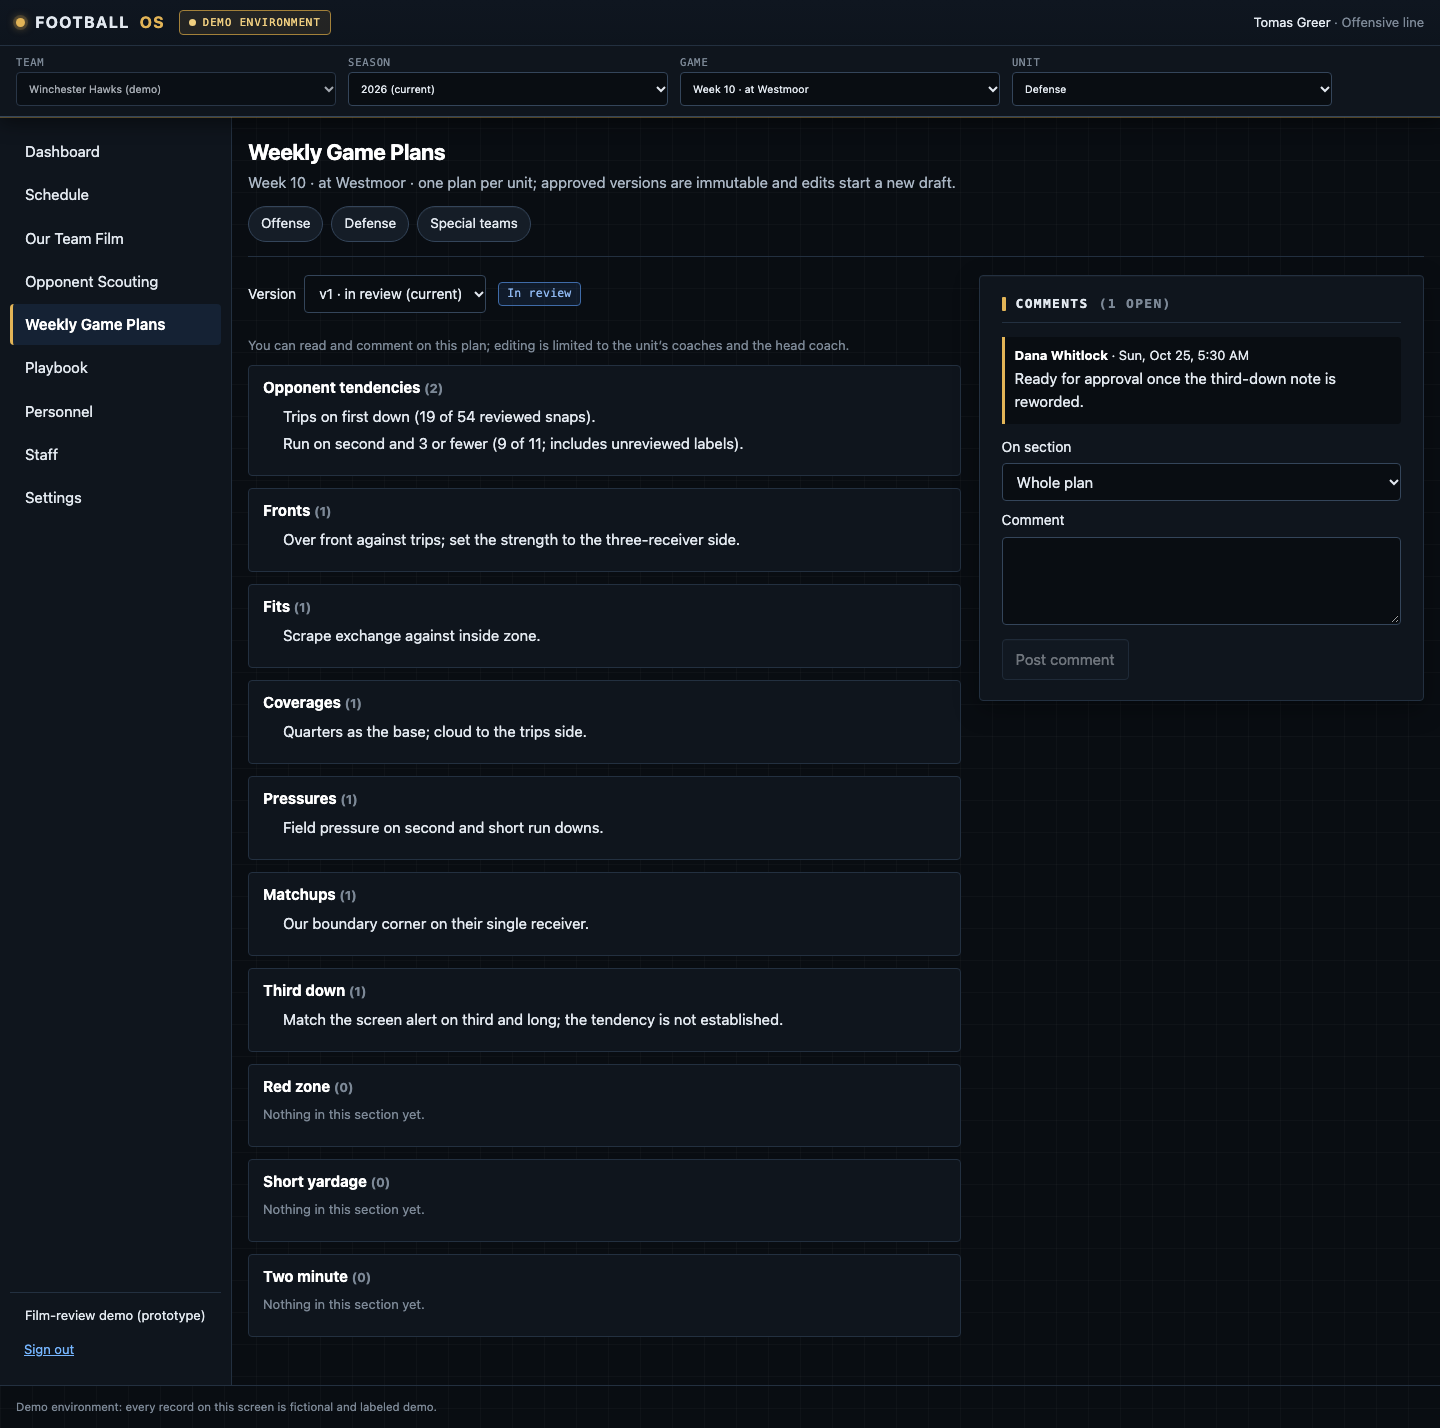 FOOTBALL OS
DEMO ENVIRONMENT
Tomas Greer · Offensive line
TEAM
Winchester Hawks (demo)
SEASON
2026 (current)
GAME
Week 10 · at Westmoor
UNIT
Defense
Dashboard
Schedule
Our Team Film
Opponent Scouting
Weekly Game Plans
Playbook
Personnel
Staff
Settings
Film-review demo (prototype)
Sign out
Weekly Game Plans
Week 10 · at Westmoor · one plan per unit; approved versions are immutable and edits start a new draft.
Offense
Defense
Special teams
Version
v1 · in review (current)
In review
You can read and comment on this plan; editing is limited to the unit's coaches and the head coach.
Opponent tendencies (2)
Trips on first down (19 of 54 reviewed snaps).
Run on second and 3 or fewer (9 of 11; includes unreviewed labels).
Fronts (1)
Over front against trips; set the strength to the three-receiver side.
Fits (1)
Scrape exchange against inside zone.
Coverages (1)
Quarters as the base; cloud to the trips side.
Pressures (1)
Field pressure on second and short run downs.
Matchups (1)
Our boundary corner on their single receiver.
Third down (1)
Match the screen alert on third and long; the tendency is not established.
Red zone (0)
Nothing in this section yet.
Short yardage (0)
Nothing in this section yet.
Two minute (0)
Nothing in this section yet.
COMMENTS (1 OPEN)
Dana Whitlock · Sun, Oct 25, 5:30 AM
Ready for approval once the third-down note is
reworded.
On section
Whole plan
Comment
Post comment
Demo environment: every record on this screen is fictional and labeled demo.